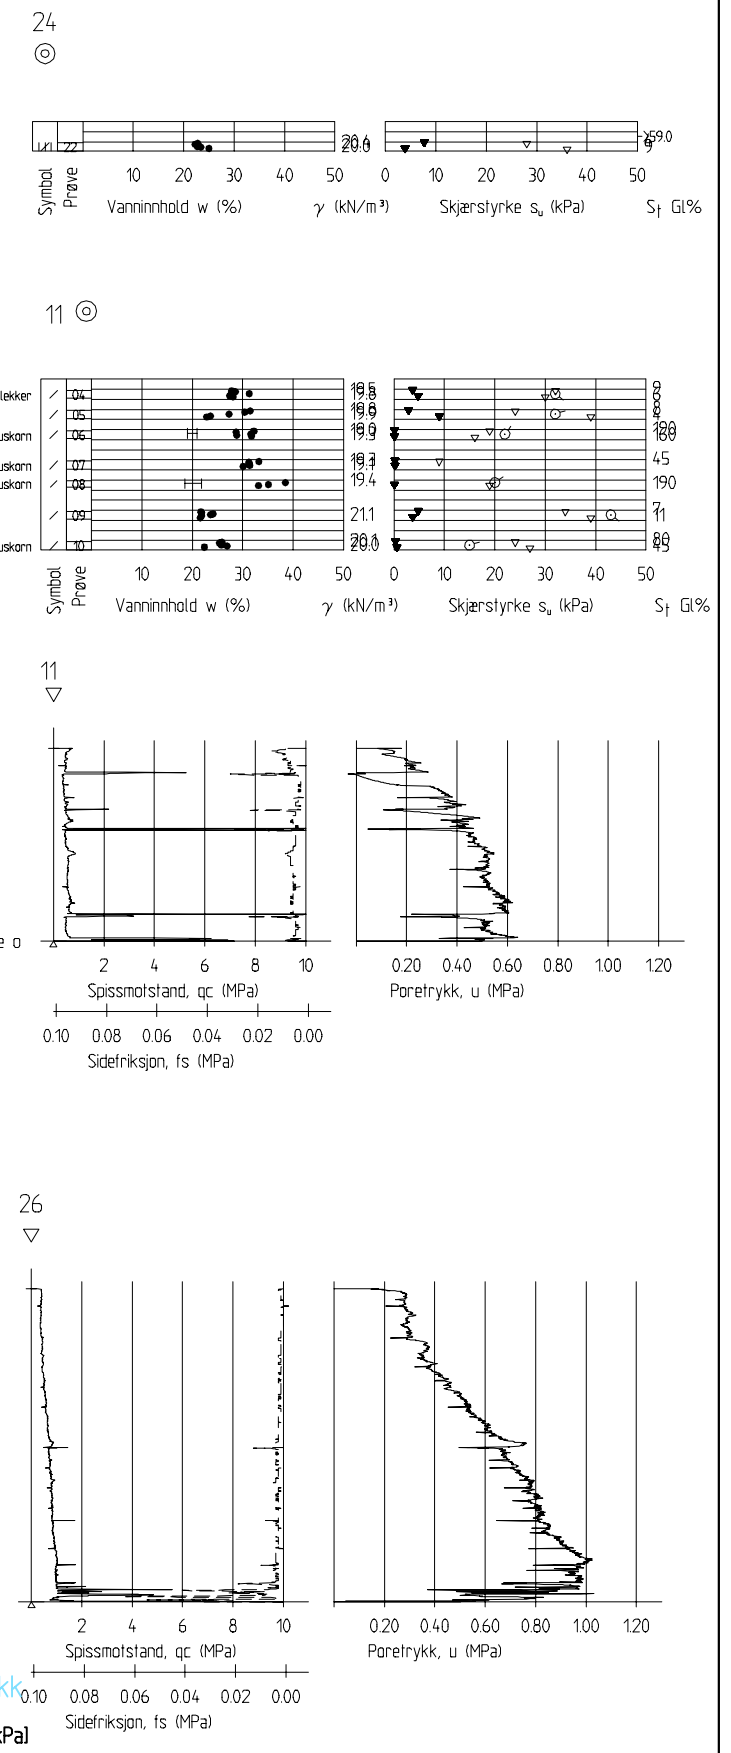 24
59.0
20.0
22
10 20 30 40 50 0 10 20 30 40 50
Symbol
Prøve
Vanninnhold w (%) γ (kN/m³) Skjærstyrke su (kPa) St Gl%
11
lekker 04
05
uskorn 06
160
07 45
uskorn 08 19.4 190
09 21.1 11
uskorn 10 20.0 45
10 20 30 40 50 0 10 20 30 40 50
Symbol
Prøve
Vanninnhold w (%) γ (kN/m³) Skjærstyrke su (kPa) St Gl%
11
e o
2 4 6 8 10 0.20 0.40 0.60 0.80 1.00 1.20
Spissmotstand, qc (MPa) Poretrykk, u (MPa)
0.10 0.08 0.06 0.04 0.02 0.00
Sidefriksjon, fs (MPa)
26
2 4 6 8 10 0.20 0.40 0.60 0.80 1.00 1.20
Spissmotstand, qc (MPa) Poretrykk, u (MPa)
kk
0.10 0.08 0.06 0.04 0.02 0.00
Sidefriksjon, fs (MPa)
kPa]